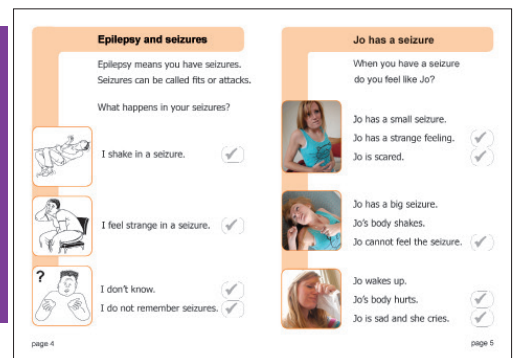 Epilepsy and seizures
Epilepsy means you have seizures.
Seizures can be called fits or attacks.
What happens in your seizures?
I shake in a seizure.
I feel strange in a seizure.
?
I don't know.
I do not remember seizures.
page 4
Jo has a seizure
When you have a seizure
do you feel like Jo?
Jo has a small seizure.
Jo has a strange feeling.
Jo is scared.
Jo has a big seizure.
Jo's body shakes.
Jo cannot feel the seizure.
Jo wakes up.
Jo's body hurts.
Jo is sad and she cries.
page 5